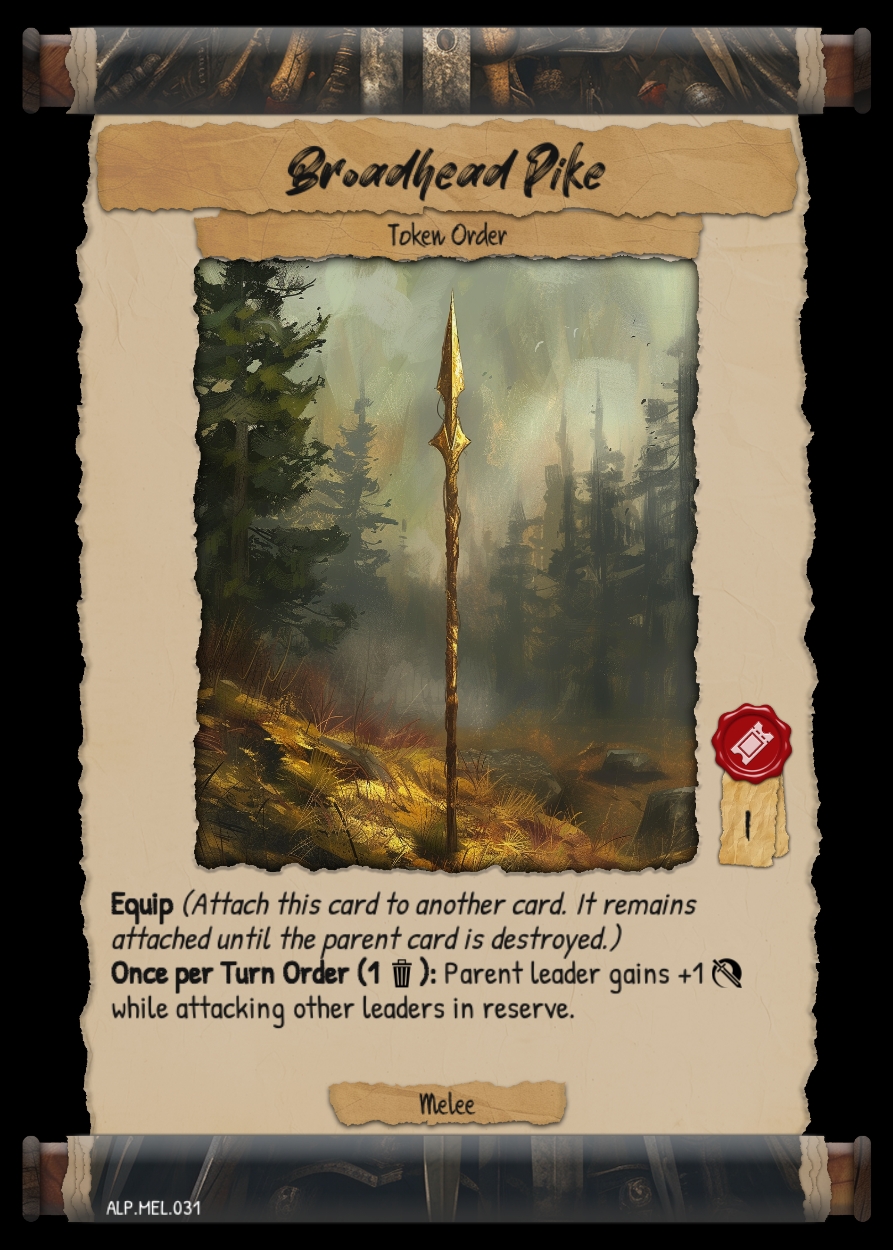 Broadhead Pike
Token Order
1
Equip (Attach this card to another card. It remains
attached until the parent card is destroyed.)
Once per Turn Order (1 ): Parent leader gains +1
while attacking other leaders in reserve.
Melee
ALP.MEL.031